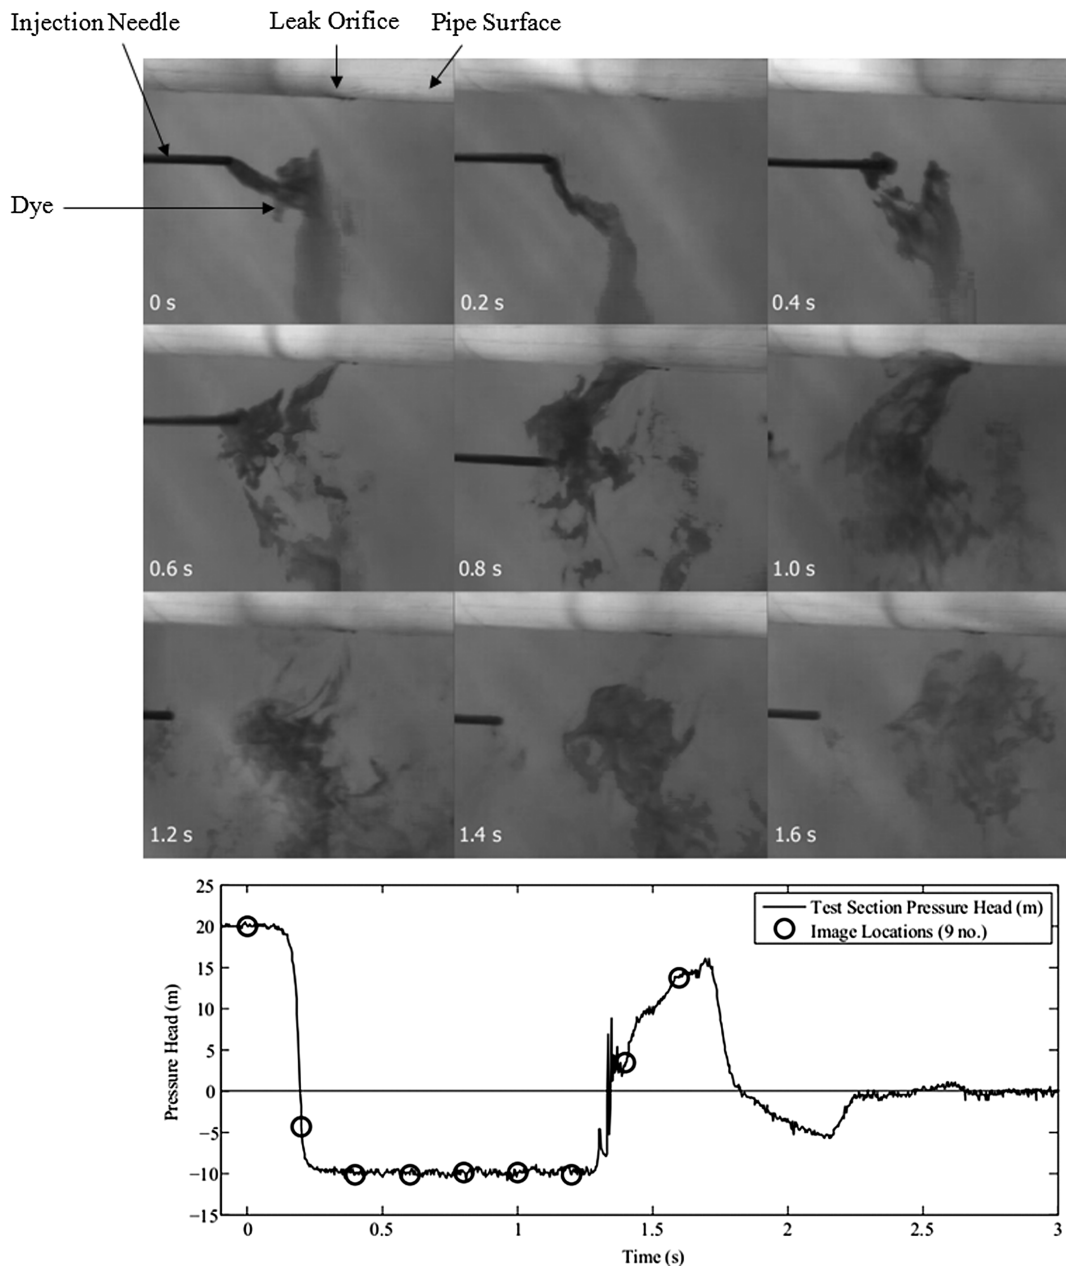 Injection Needle
Leak Orifice
Pipe Surface
Dye
0 s
0.2 s
0.4 s
0.6 s
0.8 s
1.0 s
1.2 s
1.4 s
1.6 s
25
20
15
10
5
0
−5
−10
−15
Pressure Head (m)
Test Section Pressure Head (m)
Image Locations (9 no.)
0
0.5
1
1.5
2
2.5
3
Time (s)